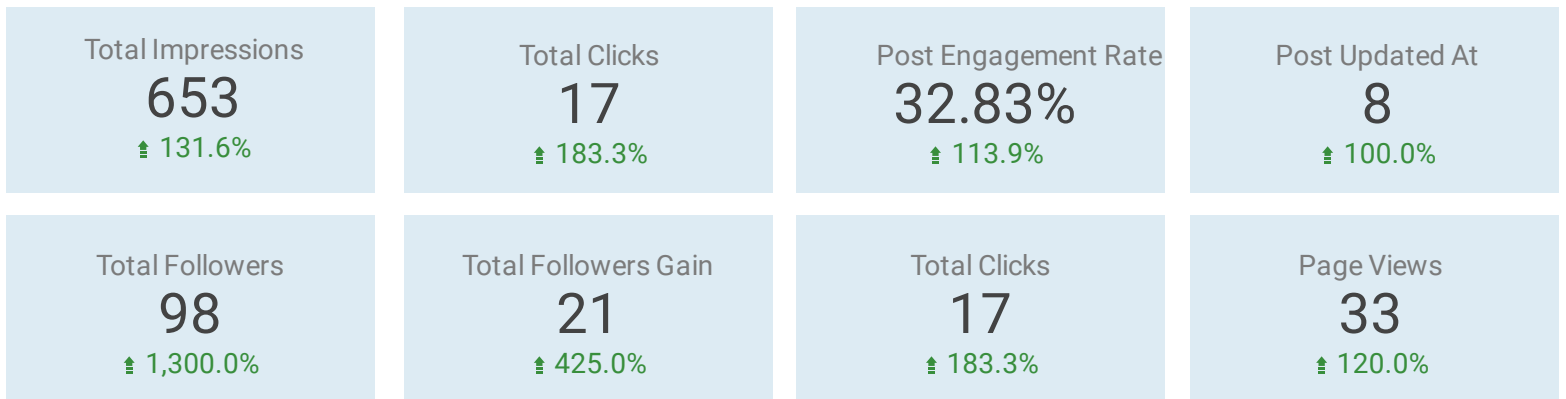 Total Impressions
653
131.6%
Total Clicks
17
183.3%
Post Engagement Rate
32.83%
113.9%
Post Updated At
8
100.0%
Total Followers
98
1,300.0%
Total Followers Gain
21
425.0%
Total Clicks
17
183.3%
Page Views
33
120.0%